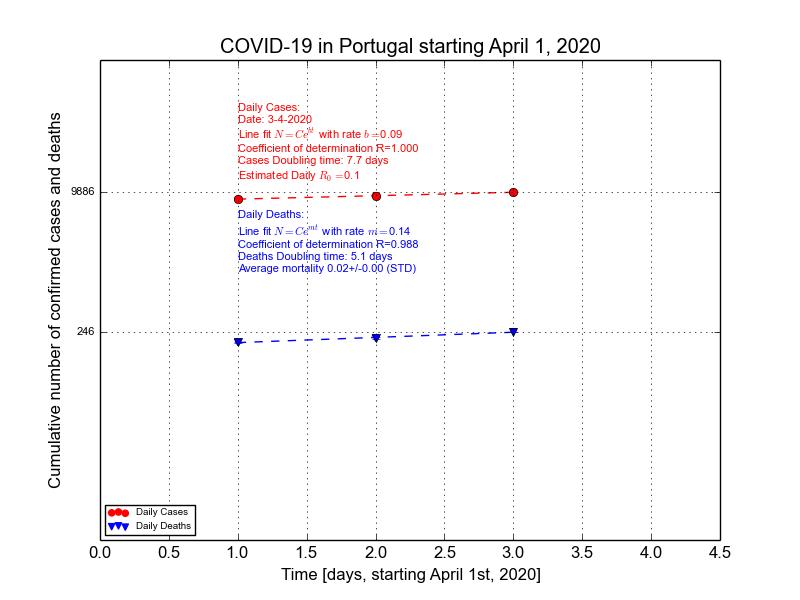 COVID-19 in Portugal starting April 1, 2020
Cumulative number of confirmed cases and deaths
9886
246
Daily Cases:
Date: 3-4-2020
Line fit N=Ce^{bt} with rate b=0.09
Coefficient of determination R=1.000
Cases Doubling time: 7.7 days
Estimated Daily R_0=0.1
Daily Deaths:
Line fit N=Ce^{mt} with rate m=0.14
Coefficient of determination R=0.988
Deaths Doubling time: 5.1 days
Average mortality 0.02+/-0.00 (STD)
Daily Cases
Daily Deaths
0.0 0.5 1.0 1.5 2.0 2.5 3.0 3.5 4.0 4.5
Time [days, starting April 1st, 2020]